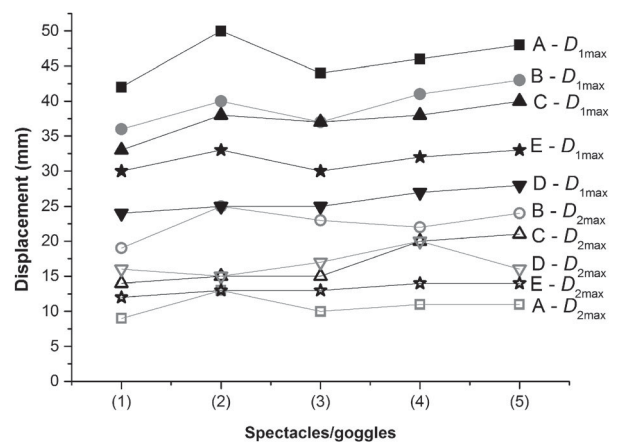 50
45
40
35
30
25
20
15
10
5
0
Displacement (mm)
(1) (2) (3) (4) (5)
Spectacles/goggles
A - D1max
B - D1max
C - D1max
E - D1max
D - D1max
B - D2max
C - D2max
D - D2max
E - D2max
A - D2max